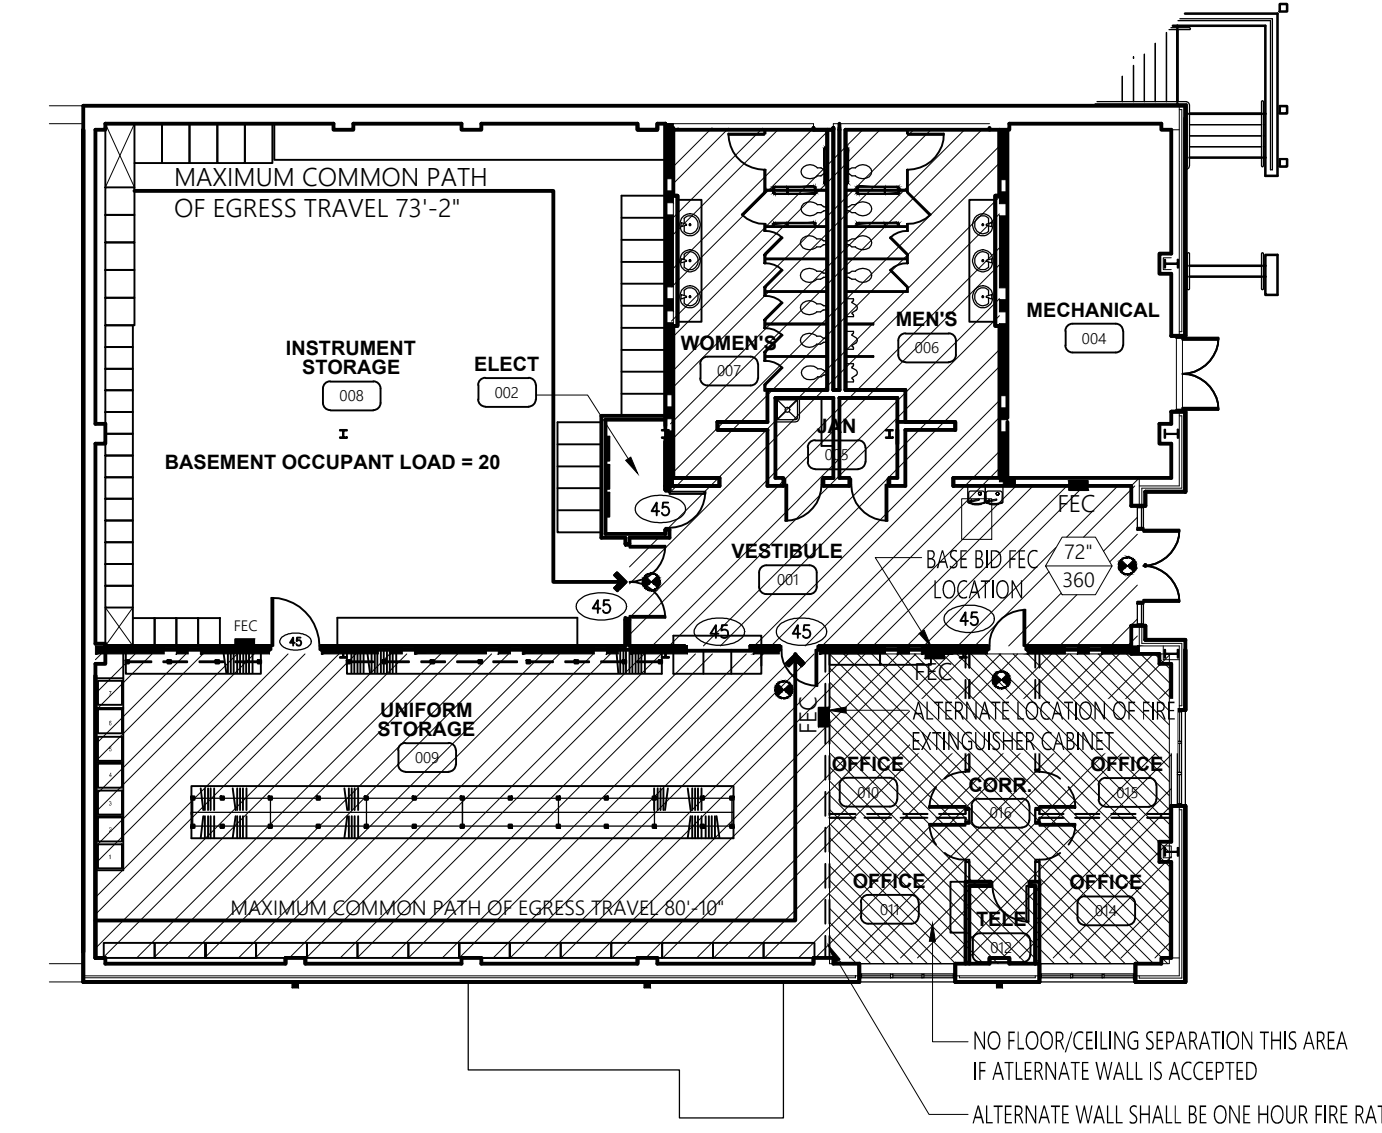 MAXIMUM COMMON PATH
OF EGRESS TRAVEL 73'-2"
INSTRUMENT
STORAGE
008
ELECT
002
BASEMENT OCCUPANT LOAD = 20
WOMEN'S
007
MEN'S
006
MECHANICAL
004
JAN
005
45
FEC
VESTIBULE
001
BASE BID FEC
LOCATION
72"
360
45
45
45
45
FEC
45
FEC
FEC
UNIFORM
STORAGE
009
ALTERNATE LOCATION OF FIRE
EXTINGUISHER CABINET
OFFICE
010
CORR.
016
OFFICE
015
OFFICE
011
TELE
012
OFFICE
014
MAXIMUM COMMON PATH OF EGRESS TRAVEL 80'-10"
NO FLOOR/CEILING SEPARATION THIS AREA
IF ATLERNATE WALL IS ACCEPTED
ALTERNATE WALL SHALL BE ONE HOUR FIRE RAT